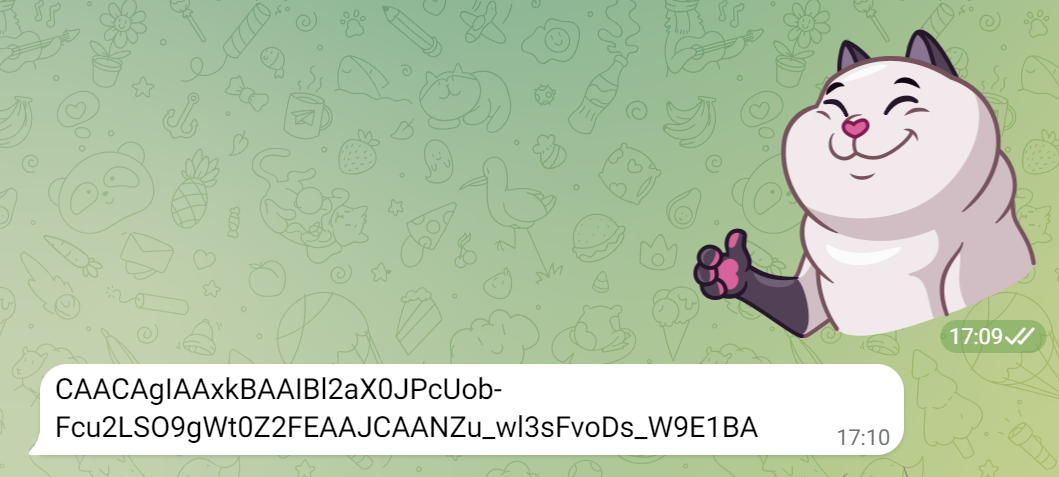 17:09
CAACAgIAAxkBAAIBl2aX0JPcUob-
Fcu2LSO9gWt0Z2FEAAJCAANZu_wl3sFvoDs_W9E1BA
17:10